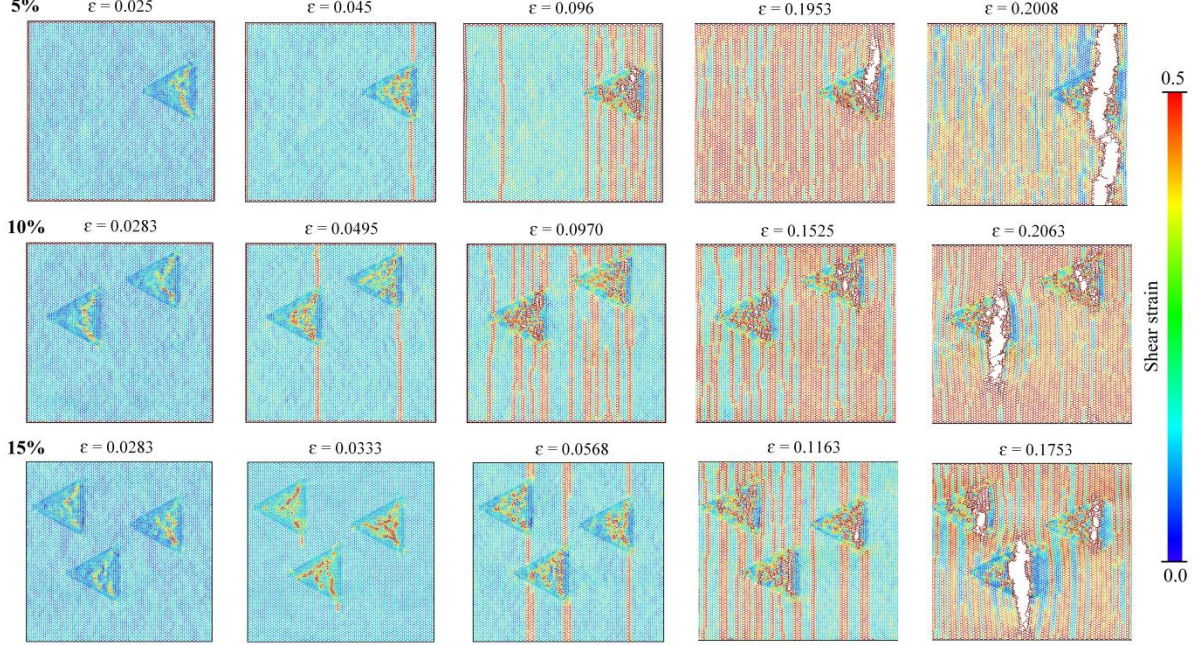 5% ε = 0.025 ε = 0.045 ε = 0.096 ε = 0.1953 ε = 0.2008
0.5
10% ε = 0.0283 ε = 0.0495 ε = 0.0970 ε = 0.1525 ε = 0.2063
Shear strain
15% ε = 0.0283 ε = 0.0333 ε = 0.0568 ε = 0.1163 ε = 0.1753
0.0